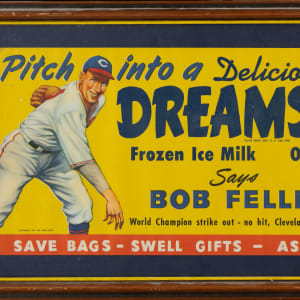 Pitch into a Delicio
DREAMS
Frozen Ice Milk O
Says
BOB FELLE
World Champion strike out - no hit, Clevela
SAVE BAGS - SWELL GIFTS - AS